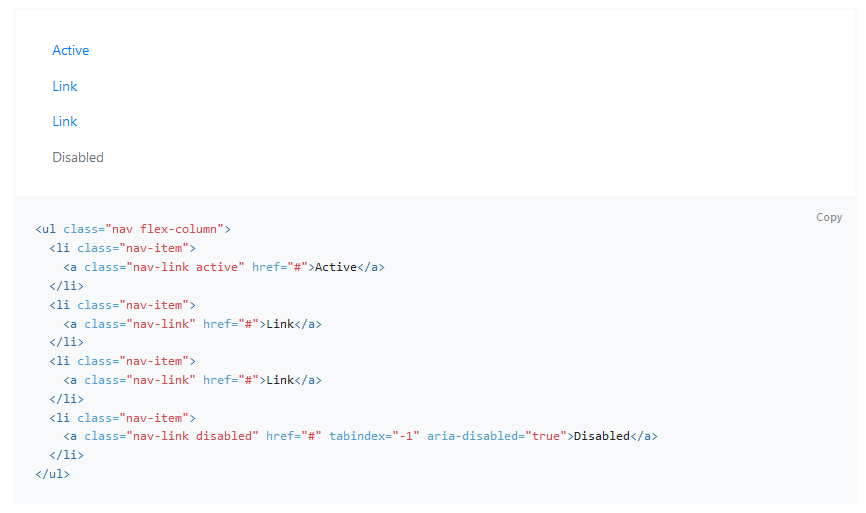 Active
Link
Link
Disabled
Copy
<ul class="nav flex-column">
  <li class="nav-item">
    <a class="nav-link active" href="#">Active</a>
  </li>
  <li class="nav-item">
    <a class="nav-link" href="#">Link</a>
  </li>
  <li class="nav-item">
    <a class="nav-link" href="#">Link</a>
  </li>
  <li class="nav-item">
    <a class="nav-link disabled" href="#" tabindex="-1" aria-disabled="true">Disabled</a>
  </li>
</ul>